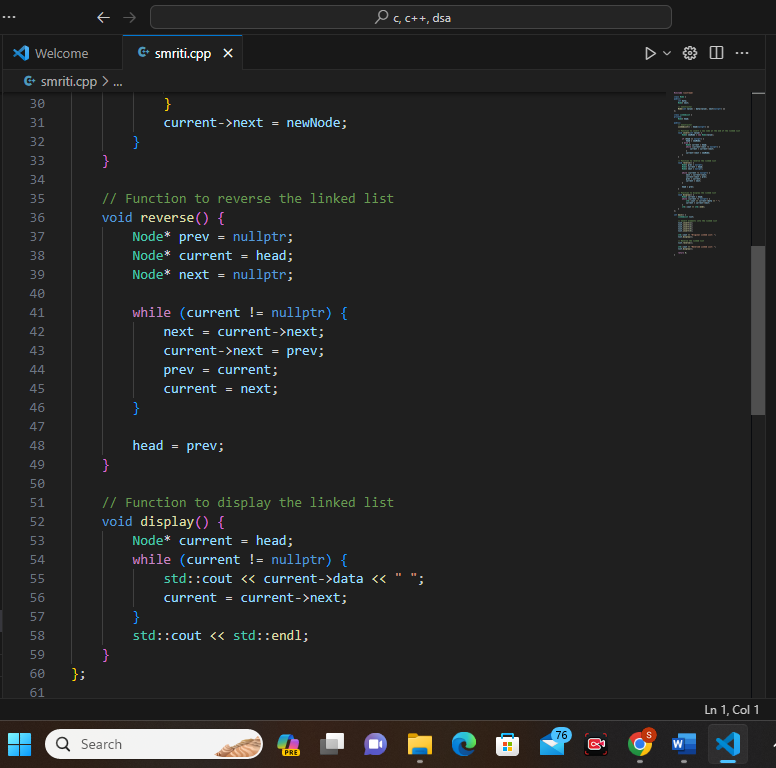 c, c++, dsa
Welcome
smriti.cpp
smriti.cpp > ...
30 }
31 current->next = newNode;
32 }
33 }
34
35 // Function to reverse the linked list
36 void reverse() {
37 Node* prev = nullptr;
38 Node* current = head;
39 Node* next = nullptr;
40
41 while (current != nullptr) {
42 next = current->next;
43 current->next = prev;
44 prev = current;
45 current = next;
46 }
47
48 head = prev;
49 }
50
51 // Function to display the linked list
52 void display() {
53 Node* current = head;
54 while (current != nullptr) {
55 std::cout << current->data << " ";
56 current = current->next;
57 }
58 std::cout << std::endl;
59 }
60 };
61
Ln 1, Col 1
Search
PRE
76
S
W